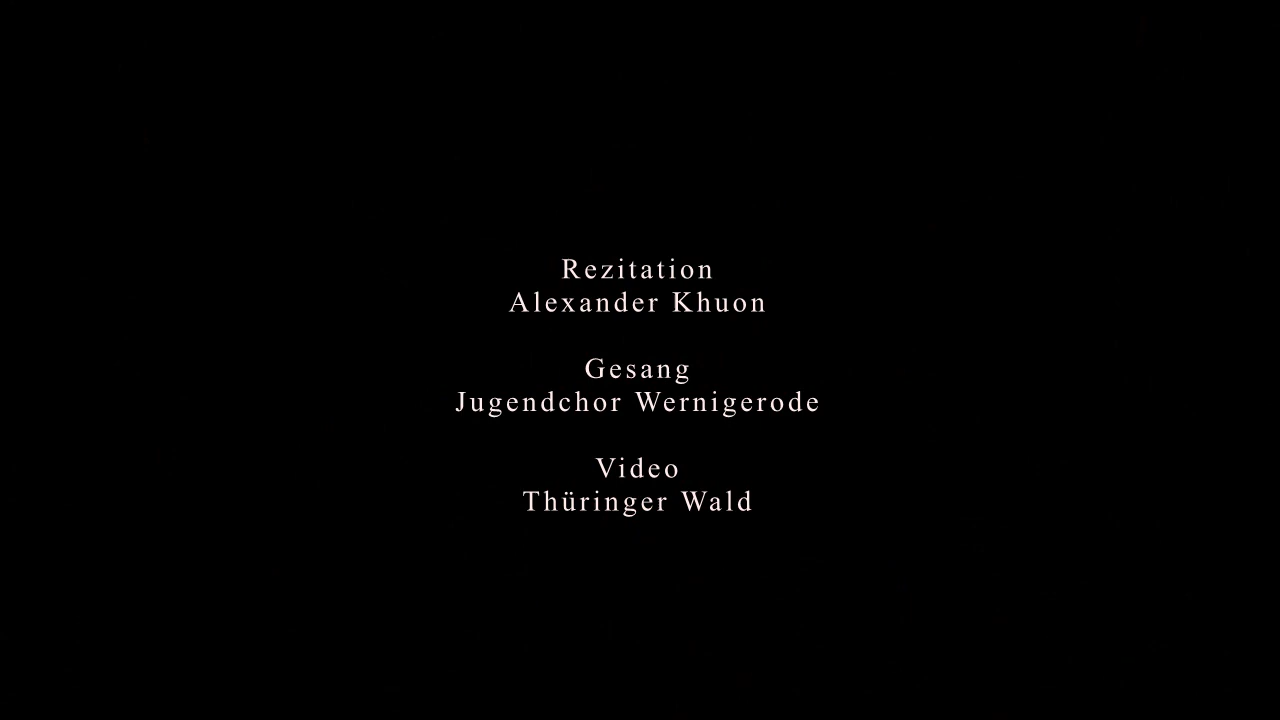 Rezitation
Alexander Khuon
Gesang
Jugendchor Wernigerode
Video
Thüringer Wald